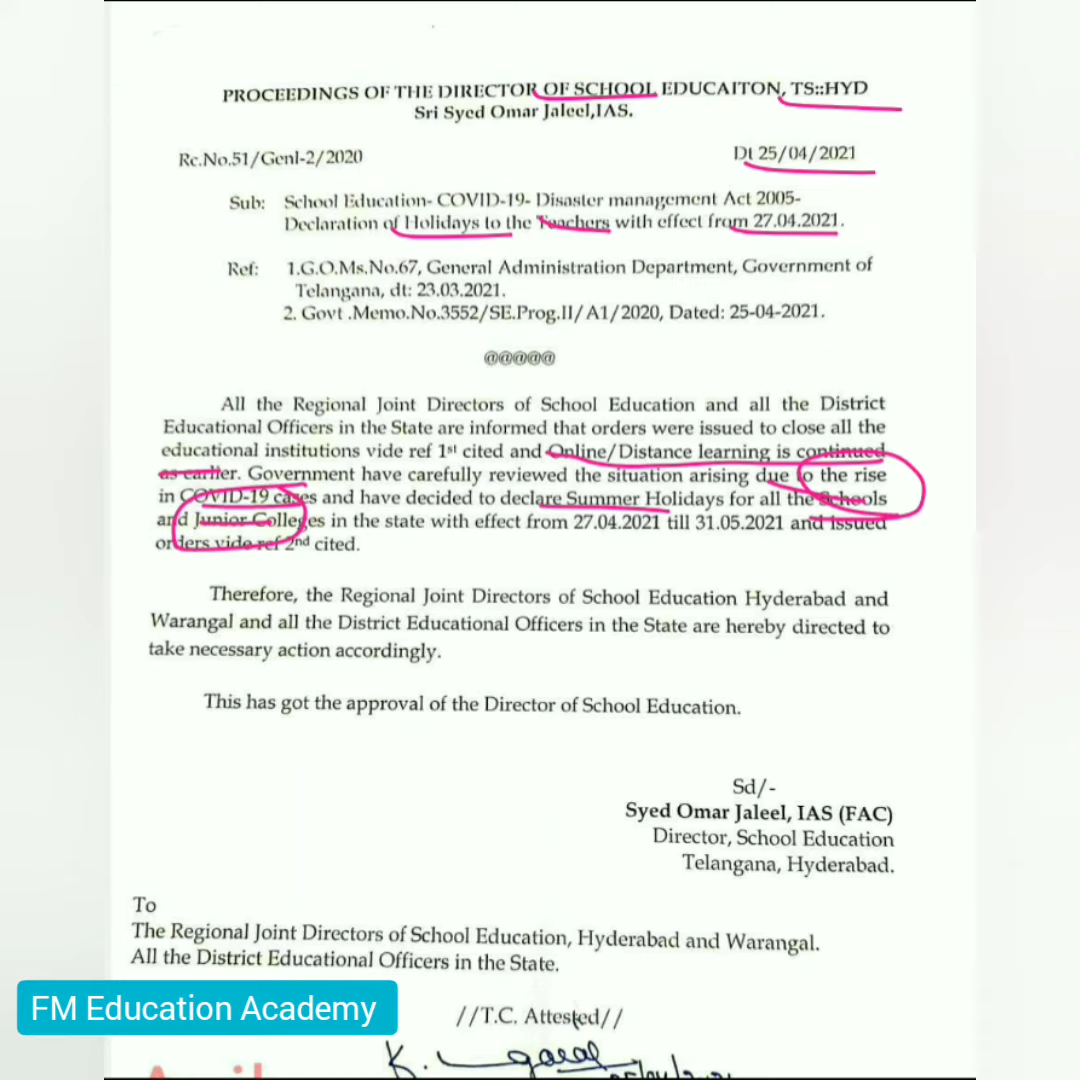 PROCEEDINGS OF THE DIRECTOR OF SCHOOL EDUCAITON, TS::HYD
Sri Syed Omar Jaleel,IAS.
Rc.No.51/Genl-2/2020
Dt 25/04/2021
Sub: School Education- COVID-19- Disaster management Act 2005-
Declaration of Holidays to the Teachers with effect from 27.04.2021.
Ref: 1.G.O.Ms.No.67, General Administration Department, Government of
Telangana, dt: 23.03.2021.
2. Govt .Memo.No.3552/SE.Prog.II/A1/2020, Dated: 25-04-2021.
@@@@@
All the Regional Joint Directors of School Education and all the District
Educational Officers in the State are informed that orders were issued to close all the
educational institutions vide ref 1st cited and Online/Distance learning is continued
as earlier. Government have carefully reviewed the situation arising due to the rise
in COVID-19 cases and have decided to declare Summer Holidays for all the Schools
and Junior Colleges in the state with effect from 27.04.2021 till 31.05.2021 and issued
orders vide ref 2nd cited.
Therefore, the Regional Joint Directors of School Education Hyderabad and
Warangal and all the District Educational Officers in the State are hereby directed to
take necessary action accordingly.
This has got the approval of the Director of School Education.
Sd/-
Syed Omar Jaleel, IAS (FAC)
Director, School Education
Telangana, Hyderabad.
To
The Regional Joint Directors of School Education, Hyderabad and Warangal.
All the District Educational Officers in the State.
FM Education Academy
//T.C. Attested//